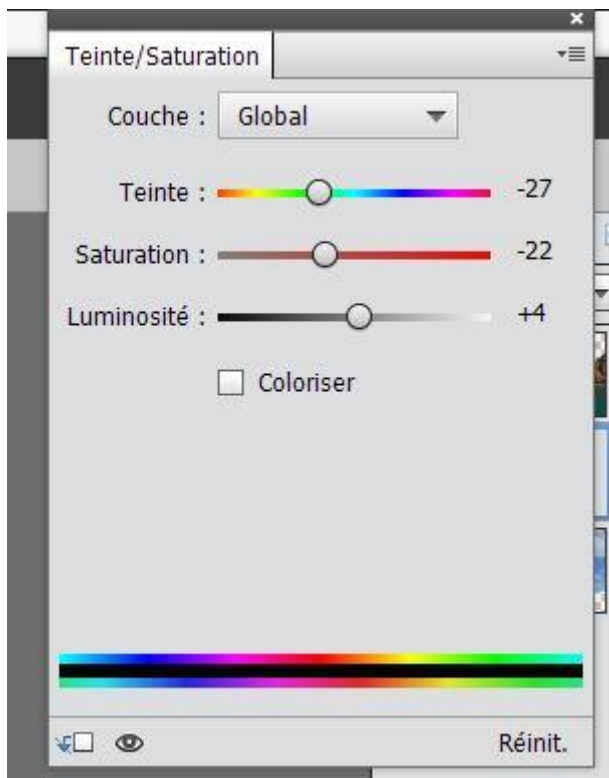 Teinte/Saturation
Couche : Global
Teinte : -27
Saturation : -22
Luminosité : +4
Coloriser
Réinit.